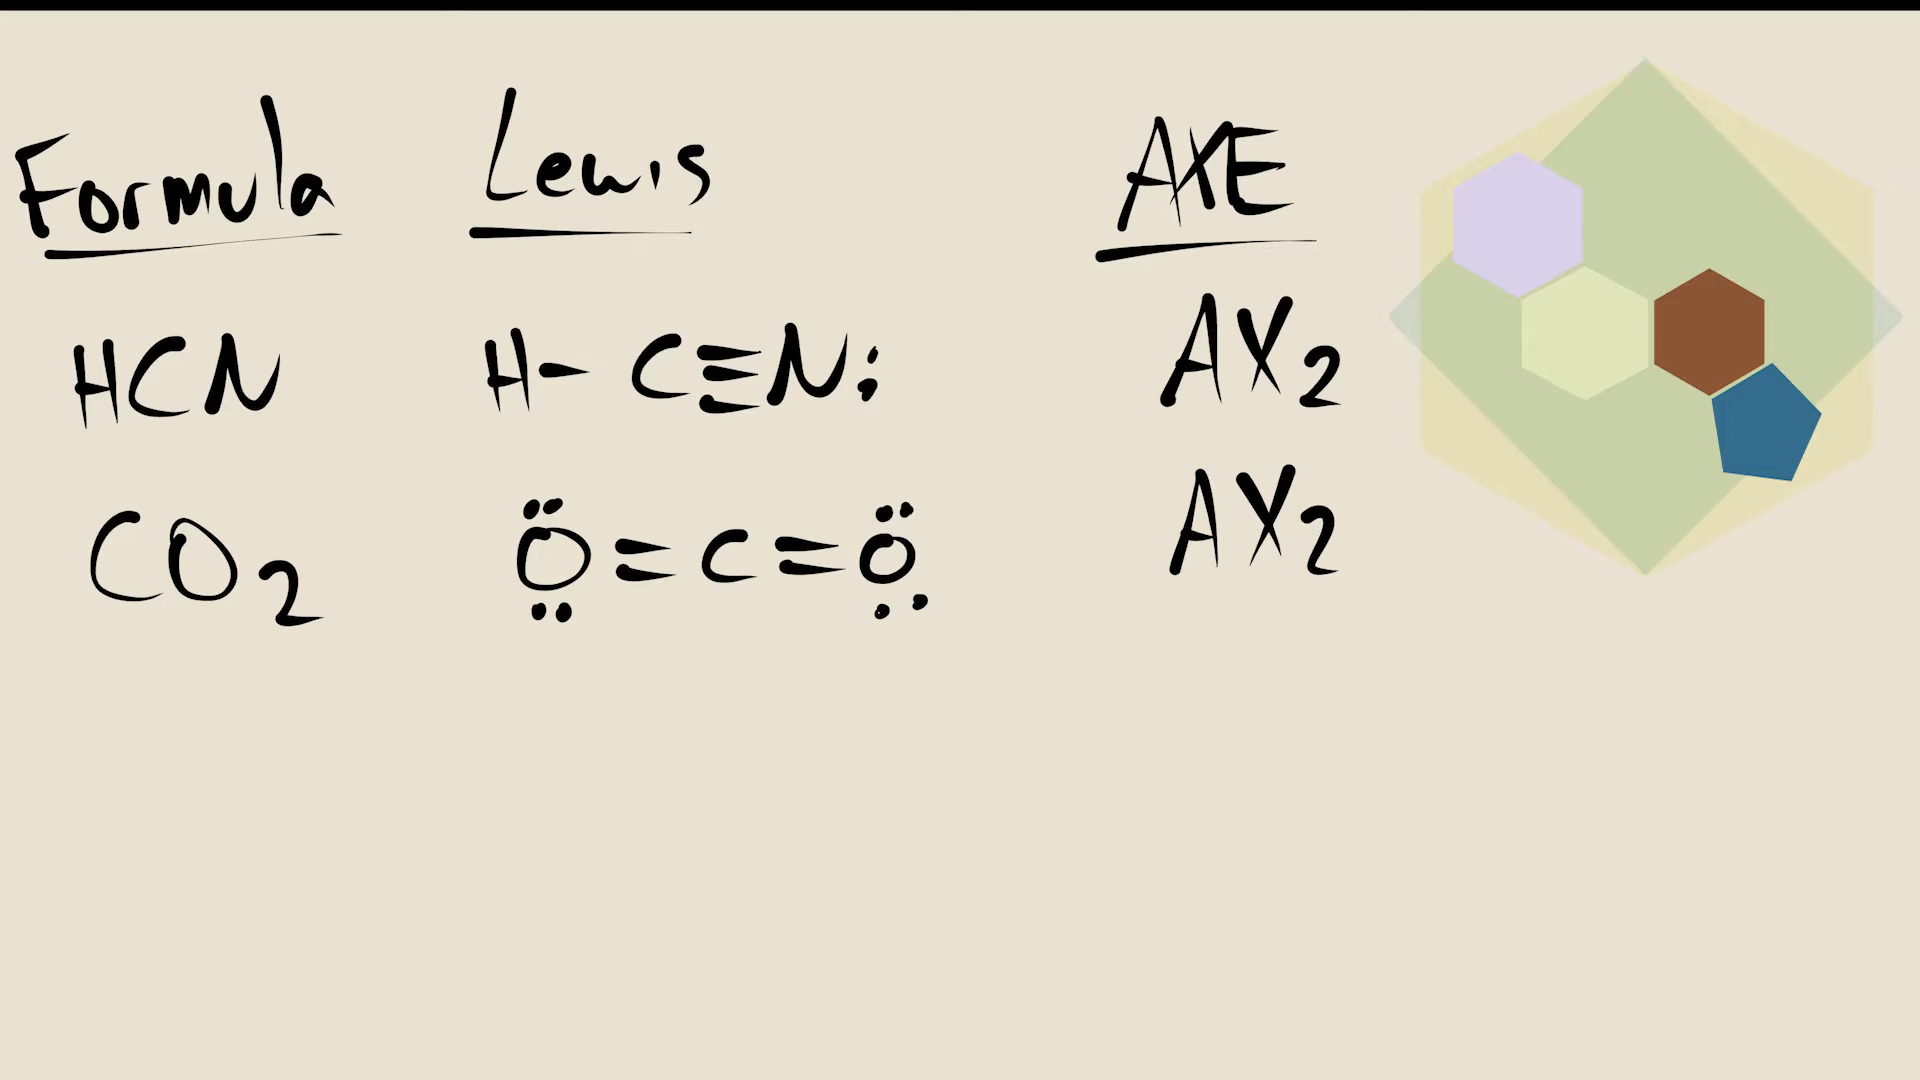 Formula Lewis AXE
HCN H-C≡N: AX₂
CO₂ Ö=C=Ö AX₂